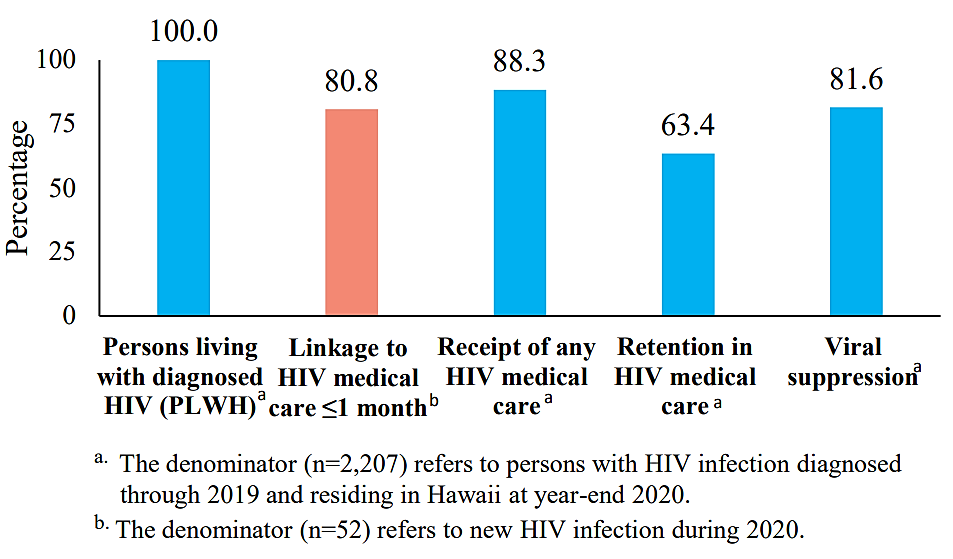 100.0
80.8
88.3
63.4
81.6
Percentage
100
75
50
25
0
Persons living
with diagnosed
HIV (PLWH)a
Linkage to
HIV medical
care ≤1 monthb
Receipt of any
HIV medical
care a
Retention in
HIV medical
care a
Viral
suppressiona
a. The denominator (n=2,207) refers to persons with HIV infection diagnosed
through 2019 and residing in Hawaii at year-end 2020.
b. The denominator (n=52) refers to new HIV infection during 2020.